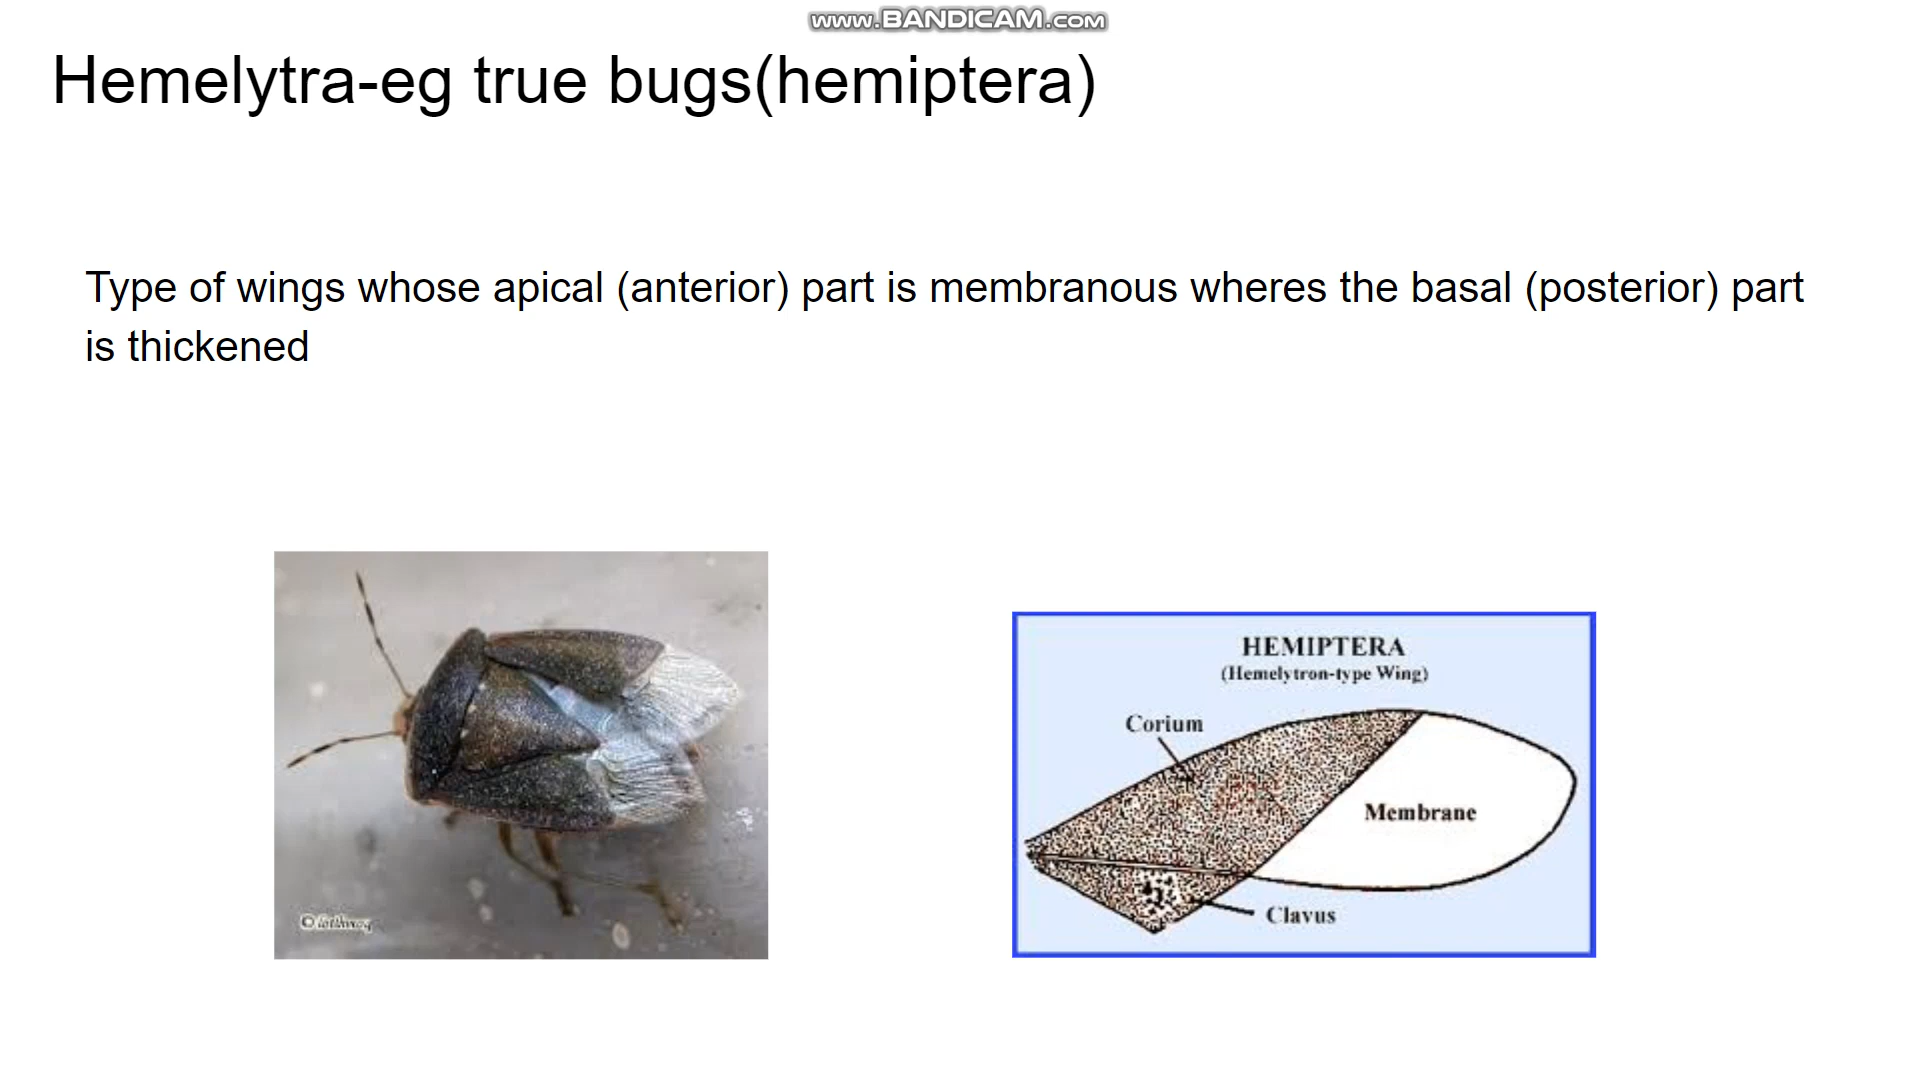 www.BANDICAM.com
Hemelytra-eg true bugs(hemiptera)
Type of wings whose apical (anterior) part is membranous wheres the basal (posterior) part
is thickened
HEMIPTERA
(Hemelytron-type Wing)
Corium
Membrane
Clavus
©